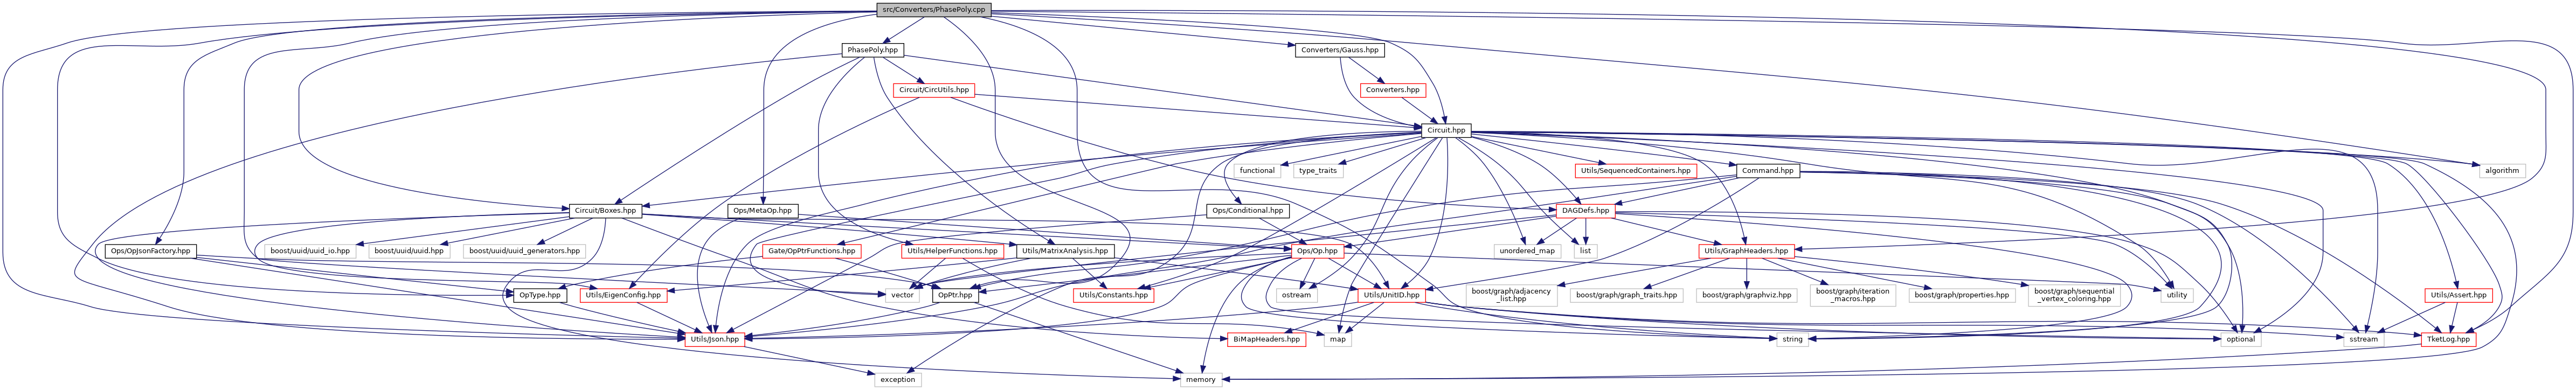 src/Converters/PhasePoly.cpp
PhasePoly.hpp
Converters/Gauss.hpp
Circuit/CircUtils.hpp
Converters.hpp
Circuit.hpp
functional
type_traits
Utils/SequencedContainers.hpp
Command.hpp
algorithm
Circuit/Boxes.hpp
Ops/MetaOp.hpp
Ops/Conditional.hpp
DAGDefs.hpp
Ops/OpJsonFactory.hpp
boost/uuid/uuid_io.hpp
boost/uuid/uuid.hpp
boost/uuid/uuid_generators.hpp
Gate/OpPtrFunctions.hpp
Utils/HelperFunctions.hpp
Utils/MatrixAnalysis.hpp
Ops/Op.hpp
unordered_map
list
Utils/GraphHeaders.hpp
OpType.hpp
Utils/EigenConfig.hpp
vector
OpPtr.hpp
Utils/Constants.hpp
ostream
Utils/UnitID.hpp
boost/graph/adjacency
_list.hpp
boost/graph/graph_traits.hpp
boost/graph/graphviz.hpp
boost/graph/iteration
_macros.hpp
boost/graph/properties.hpp
boost/graph/sequential
_vertex_coloring.hpp
utility
Utils/Assert.hpp
Utils/Json.hpp
BiMapHeaders.hpp
map
string
optional
sstream
TketLog.hpp
exception
memory